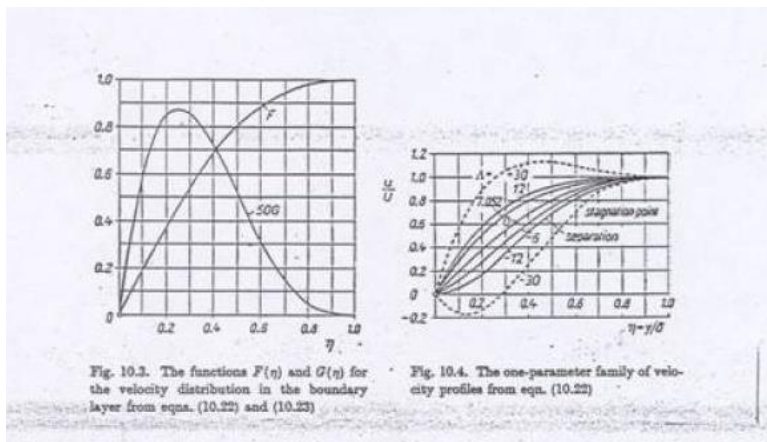 1.0
0.8
0.6
0.4
0.2
0
F
50G
0.2 0.4 0.6 0.8 1.0
η
Fig. 10.3. The functions F(η) and G(η) for
the velocity distribution in the boundary
layer from eqns. (10.22) and (10.23)
u/U
1.2
1.0
0.8
0.6
0.4
0.2
0
-0.2
Λ= +30
12
7.052
0
-6
-12
-30
stagnation point
separation
0.2 0.4 0.6 0.8 1.0
η=y/δ
Fig. 10.4. The one-parameter family of velo-
city profiles from eqn. (10.22)